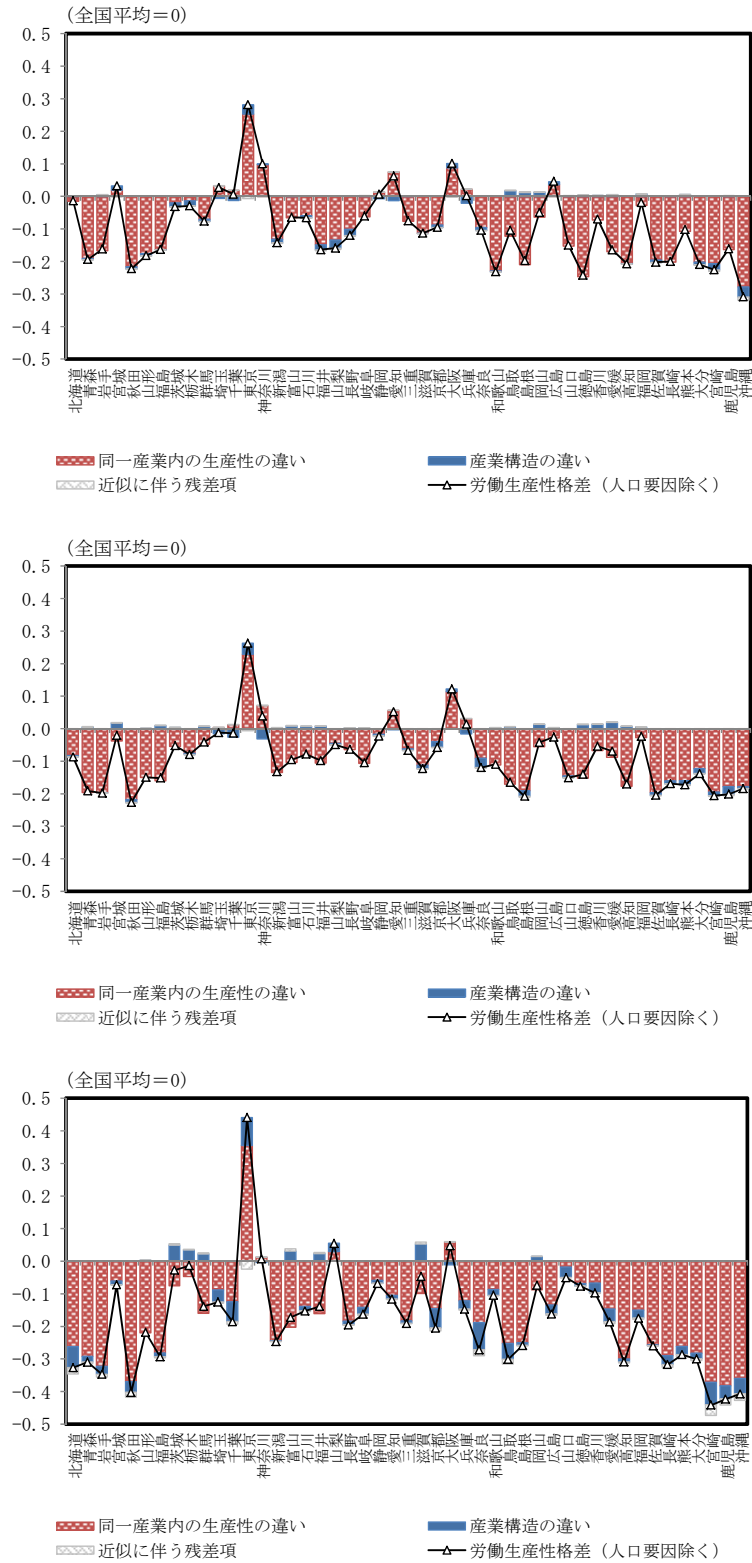 (全国平均＝0)
0.5
0.4
0.3
0.2
0.1
0.0
−0.1
−0.2
−0.3
−0.4
−0.5
北海道 青森 岩手 宮城 秋田 山形 福島 茨城 栃木 群馬 埼玉 千葉 東京 神奈川 新潟 富山 石川 福井 山梨 長野 岐阜 静岡 愛知 三重 滋賀 京都 大阪 兵庫 奈良 和歌山 鳥取 島根 岡山 広島 山口 徳島 香川 愛媛 高知 福岡 佐賀 長崎 熊本 大分 宮崎 鹿児島 沖縄
同一産業内の生産性の違い 産業構造の違い
近似に伴う残差項 労働生産性格差（人口要因除く）
(全国平均＝0)
0.5
0.4
0.3
0.2
0.1
0.0
−0.1
−0.2
−0.3
−0.4
−0.5
北海道 青森 岩手 宮城 秋田 山形 福島 茨城 栃木 群馬 埼玉 千葉 東京 神奈川 新潟 富山 石川 福井 山梨 長野 岐阜 静岡 愛知 三重 滋賀 京都 大阪 兵庫 奈良 和歌山 鳥取 島根 岡山 広島 山口 徳島 香川 愛媛 高知 福岡 佐賀 長崎 熊本 大分 宮崎 鹿児島 沖縄
同一産業内の生産性の違い 産業構造の違い
近似に伴う残差項 労働生産性格差（人口要因除く）
(全国平均＝0)
0.5
0.4
0.3
0.2
0.1
0.0
−0.1
−0.2
−0.3
−0.4
−0.5
北海道 青森 岩手 宮城 秋田 山形 福島 茨城 栃木 群馬 埼玉 千葉 東京 神奈川 新潟 富山 石川 福井 山梨 長野 岐阜 静岡 愛知 三重 滋賀 京都 大阪 兵庫 奈良 和歌山 鳥取 島根 岡山 広島 山口 徳島 香川 愛媛 高知 福岡 佐賀 長崎 熊本 大分 宮崎 鹿児島 沖縄
同一産業内の生産性の違い 産業構造の違い
近似に伴う残差項 労働生産性格差（人口要因除く）